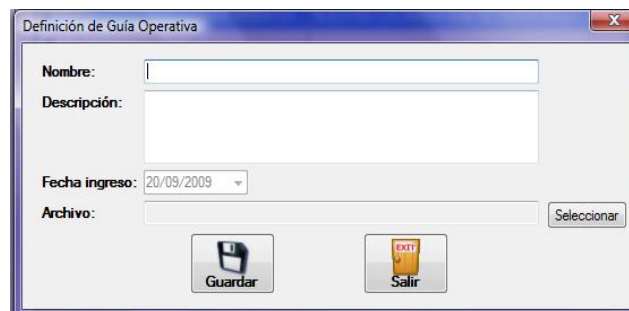 Definición de Guía Operativa
Nombre:
Descripción:
Fecha ingreso: 20/09/2009
Archivo: Seleccionar
EXIT
Guardar Salir